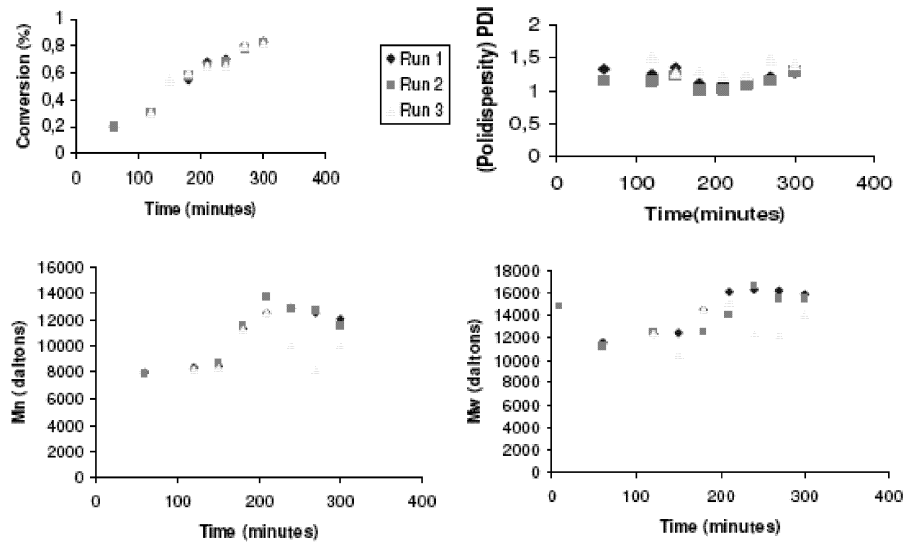 Conversion (%)
1
0,8
0,6
0,4
0,2
0
0 100 200 300 400
Time (minutes)
Run 1
Run 2
Run 3
(Polidispersity) PDI
2
1,5
1
0,5
0
0 100 200 300 400
Time(minutes)
Mn (daltons)
16000
14000
12000
10000
8000
6000
4000
2000
0
0 100 200 300 400
Time (minutes)
Mw (daltons)
18000
16000
14000
12000
10000
8000
6000
4000
2000
0
0 100 200 300 400
Time (minutes)